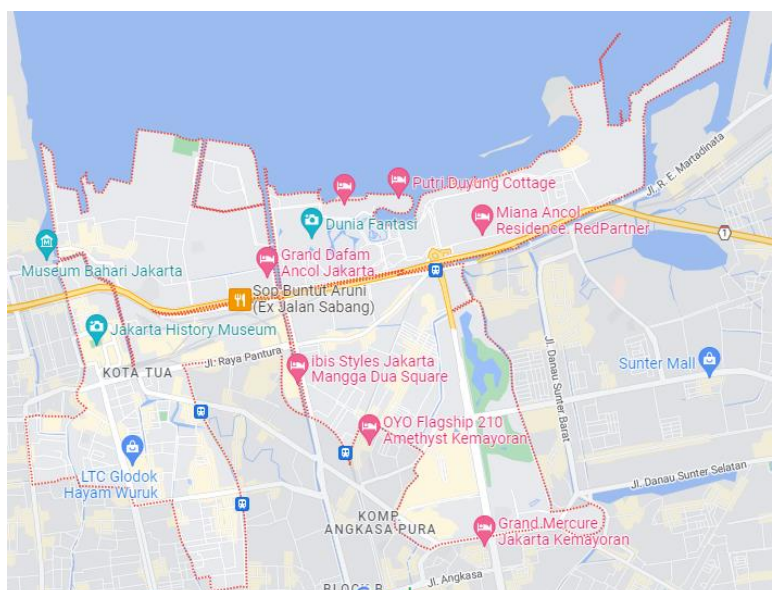 Jl. R. E. Martadinata
Putri Duyung Cottage
Miana Ancol
Residence. RedPartner
Dunia Fantasi
1
Museum Bahari Jakarta
Grand Dafam
Ancol Jakarta
Sop Buntut Aruni
(Ex Jalan Sabang)
Jakarta History Museum
Jl. Raya Pantura
KOTA TUA
ibis Styles Jakarta
Mangga Dua Square
Jl. Danau Sunter Barat
Sunter Mall
OYO Flagship 210
Amethyst Kemayoran
LTC Glodok
Hayam Wuruk
Jl. Danau Sunter Selatan
KOMP.
ANGKASA PURA
Grand Mercure
Jakarta Kemayoran
Jl. Angkasa
BLOCK B